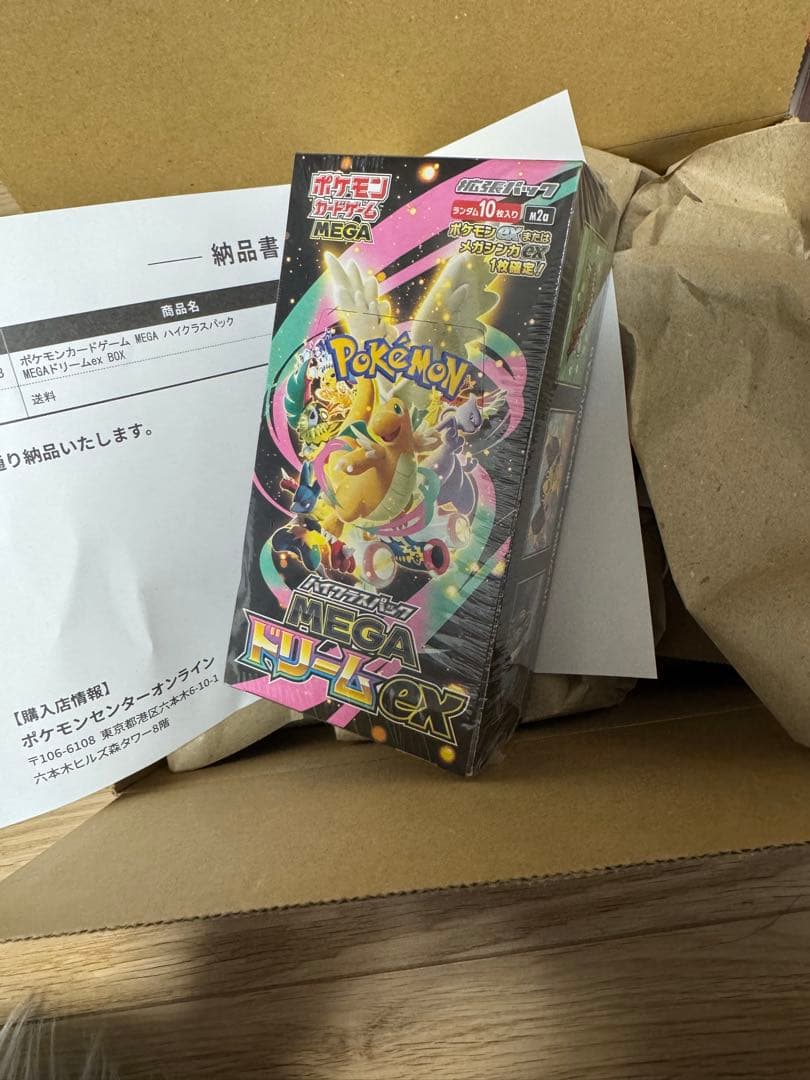 納品書
商品名
ポケモンカードゲーム MEGA ハイクラスパック
MEGAドリームex BOX
送料
納品いたします。
【購入店情報】
ポケモンセンターオンライン
〒106-6108 東京都港区六本木6-10-1
六本木ヒルズ森タワー8階
ポケモン
カードゲーム
MEGA
拡張パック
ランダム10枚入り
M2a
ポケモンexまたは
メガシンカex
1枚確定!
POKéMON
ハイクラスパック
MEGA
ドリームex